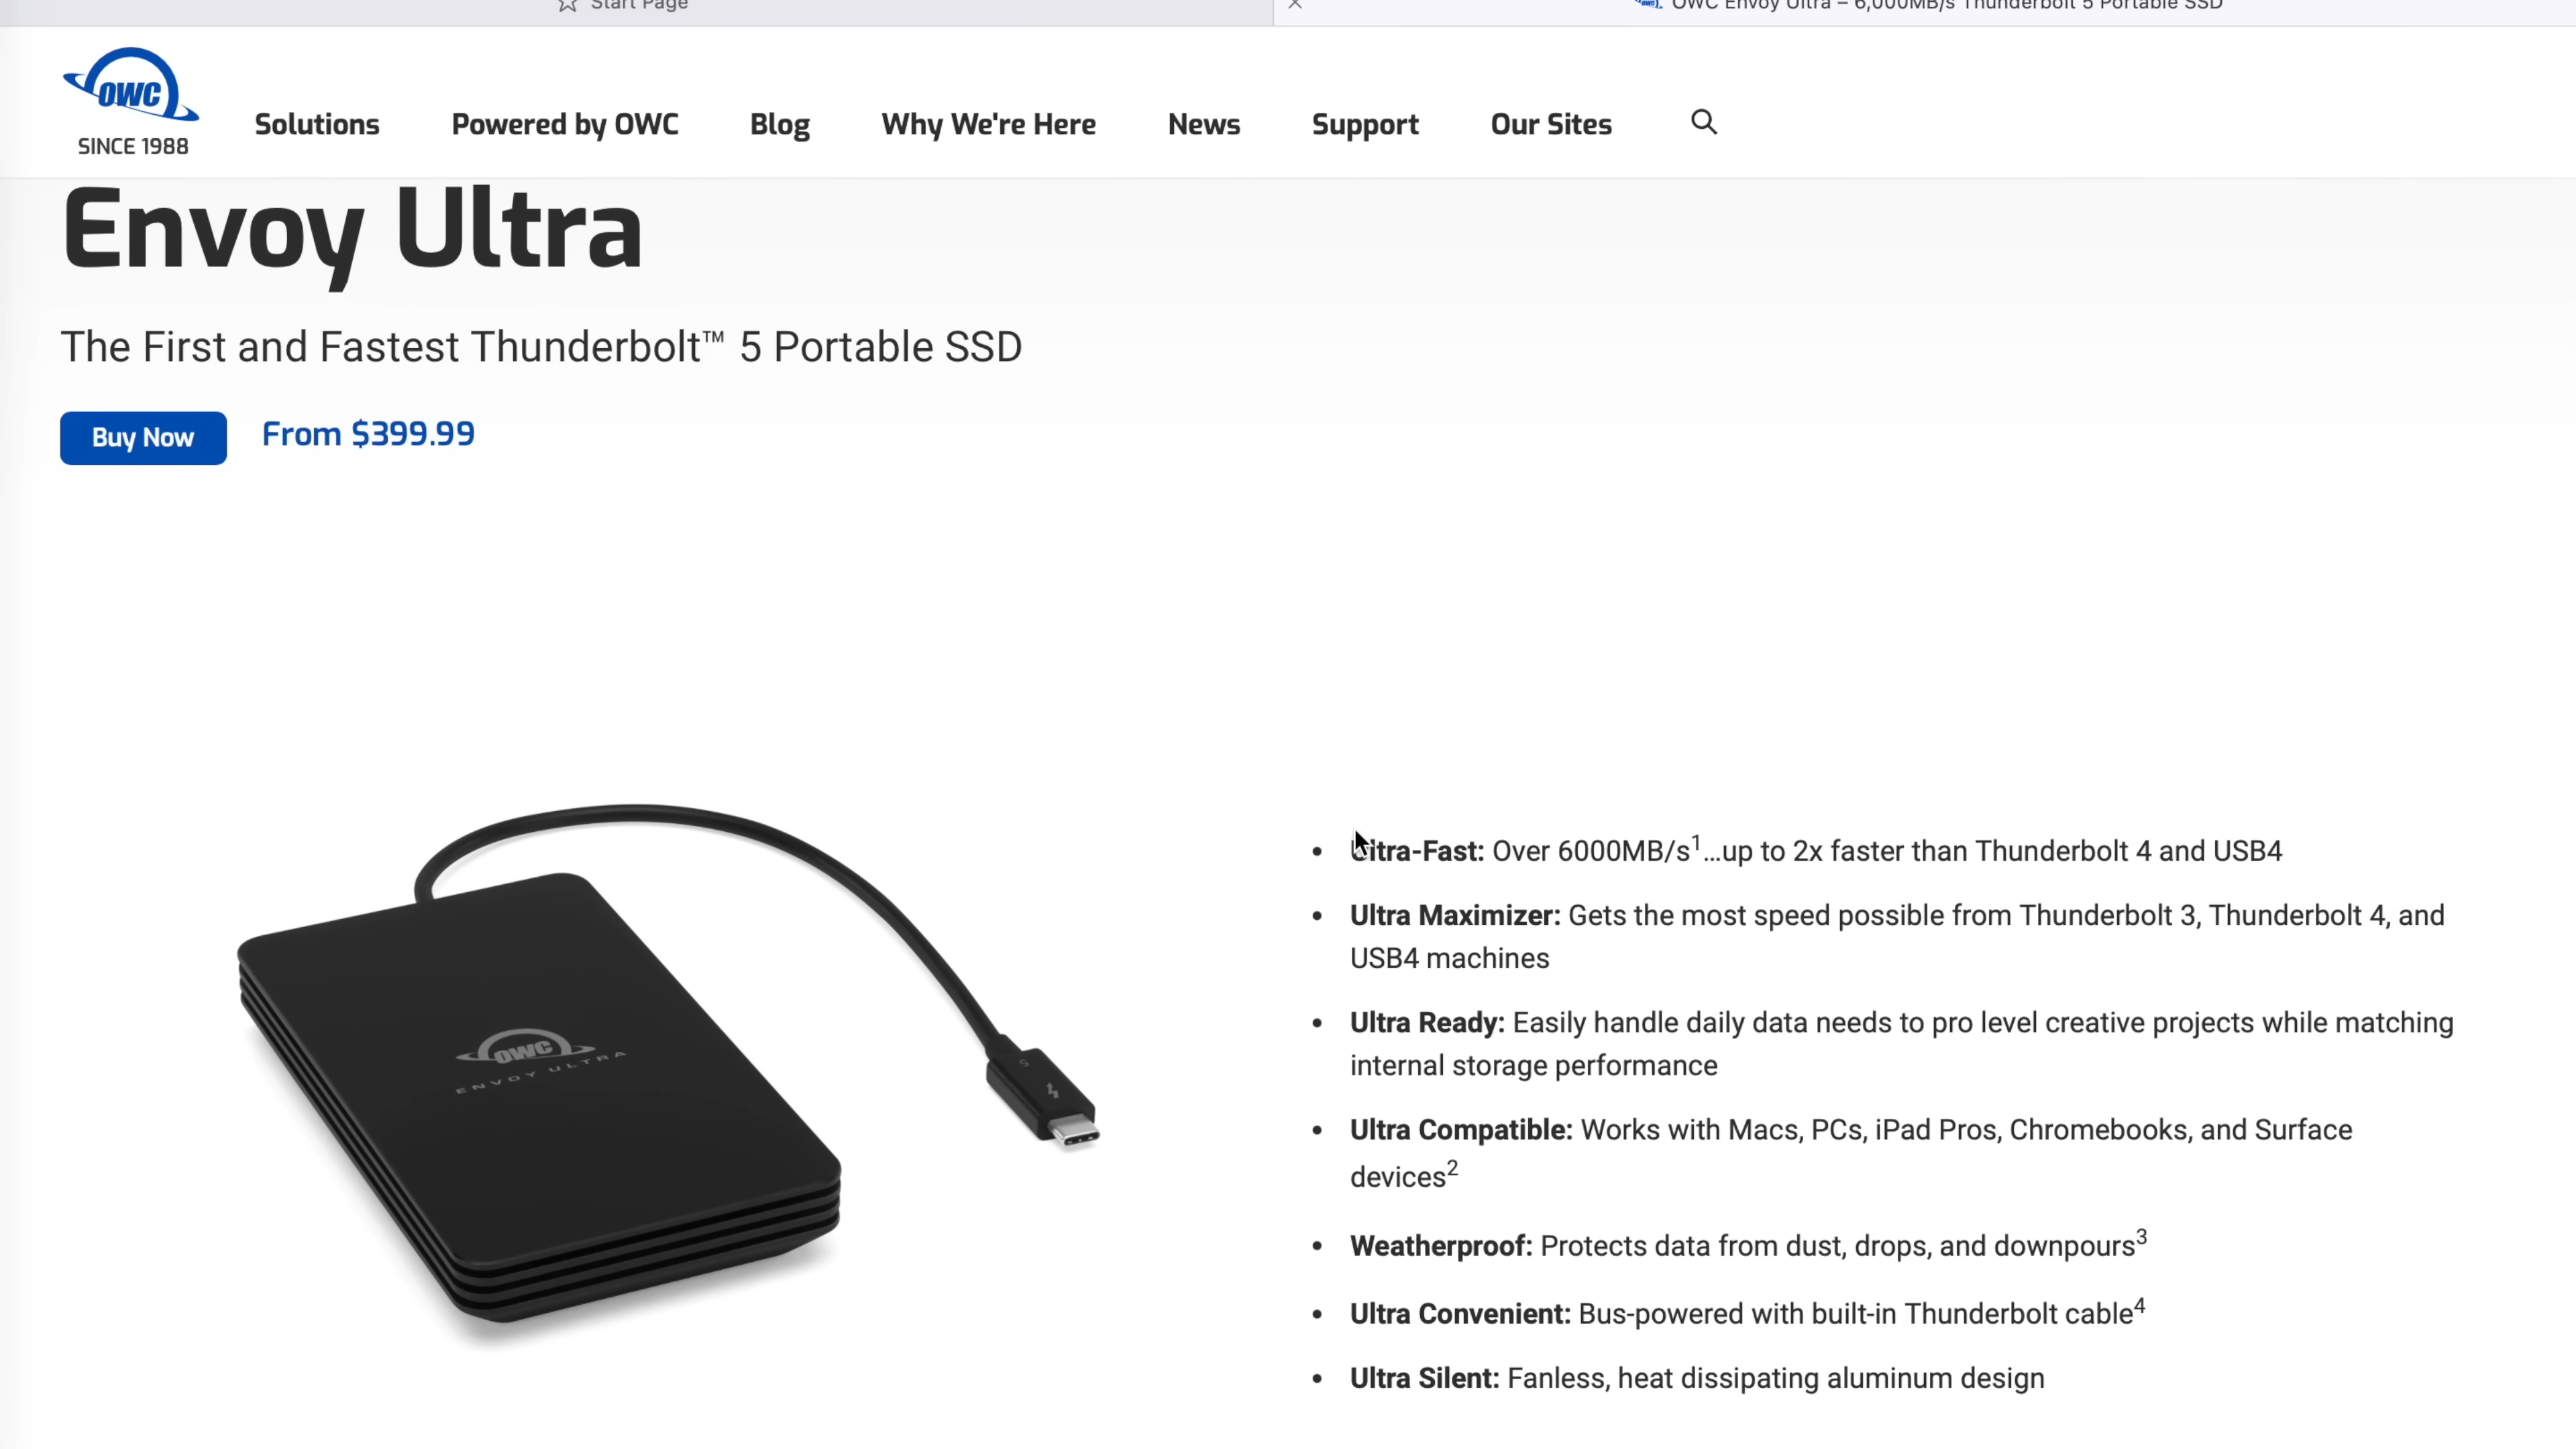 Start Page
OWC Envoy Ultra – 6,000MB/s Thunderbolt 5 Portable SSD
OWC
SINCE 1988
Solutions
Powered by OWC
Blog
Why We're Here
News
Support
Our Sites
Envoy Ultra
The First and Fastest Thunderbolt™ 5 Portable SSD
Buy Now
From $399.99
OWC
ENVOY ULTRA
5
• Ultra-Fast: Over 6000MB/s¹...up to 2x faster than Thunderbolt 4 and USB4
• Ultra Maximizer: Gets the most speed possible from Thunderbolt 3, Thunderbolt 4, and
USB4 machines
• Ultra Ready: Easily handle daily data needs to pro level creative projects while matching
internal storage performance
• Ultra Compatible: Works with Macs, PCs, iPad Pros, Chromebooks, and Surface
devices²
• Weatherproof: Protects data from dust, drops, and downpours³
• Ultra Convenient: Bus-powered with built-in Thunderbolt cable⁴
• Ultra Silent: Fanless, heat dissipating aluminum design